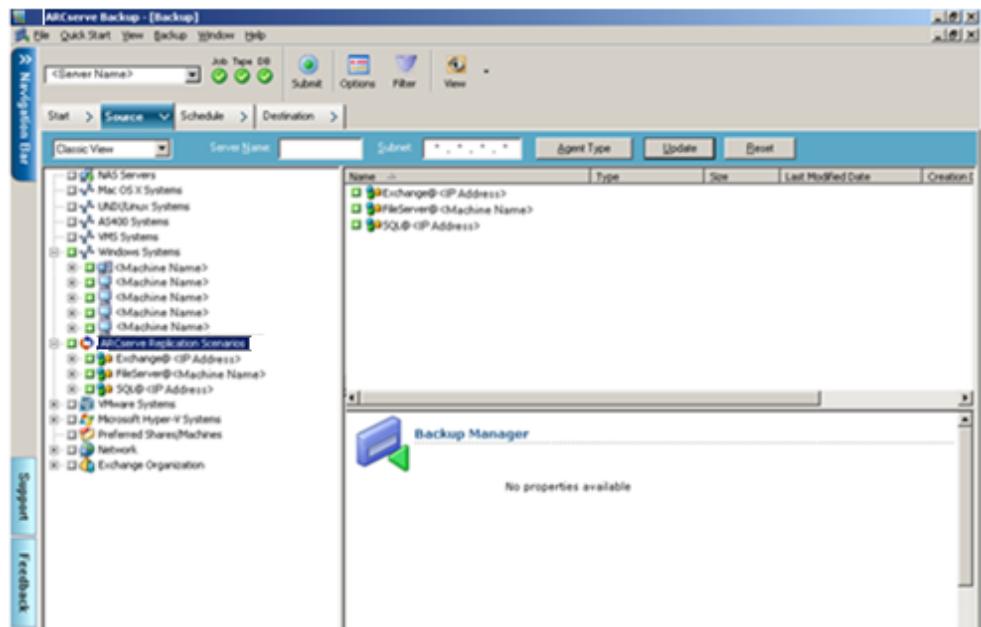 ARCserve Backup - [Backup]
File Quick Start View Backup Window Help
<Server Name>
Job Tape DB
Submit Options Filter View
Start > Source Schedule > Destination >
Classic View Server Name: Subnet: * . * . * . * Agent Type Update Reset
NAS Servers
Mac OS X Systems
UNIX/Linux Systems
AS400 Systems
VMS Systems
Windows Systems
<Machine Name>
<Machine Name>
<Machine Name>
<Machine Name>
<Machine Name>
ARCserve Replication Scenarios
Exchange@ <IP Address>
FileServer@ <Machine Name>
SQL@ <IP Address>
VMware Systems
Microsoft Hyper-V Systems
Preferred Shares/Machines
Network
Exchange Organization
Name Type Size Last Modified Date Creation D
Exchange@ <IP Address>
FileServer@ <Machine Name>
SQL@ <IP Address>
Backup Manager
No properties available
Navigation Bar
Support
Feedback